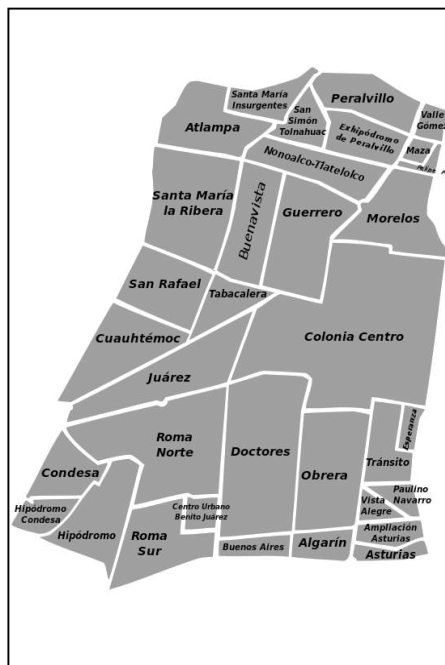 Santa María
Insurgentes
Peralvillo
San
Simón
Tolnahuac
Valle
Gómez
Atlampa
Exhipódromo
de Peralvillo
Maza
Nonoalco-Tlatelolco
Santa María
la Ribera
Buenavista
Guerrero
Morelos
San Rafael
Tabacalera
Cuauhtémoc
Colonia Centro
Juárez
Esperanza
Roma
Norte
Doctores
Obrera
Tránsito
Condesa
Paulino
Navarro
Vista
Alegre
Hipódromo
Condesa
Centro Urbano
Benito Juárez
Hipódromo
Roma
Sur
Ampliación
Asturias
Buenos Aires
Algarín
Asturias